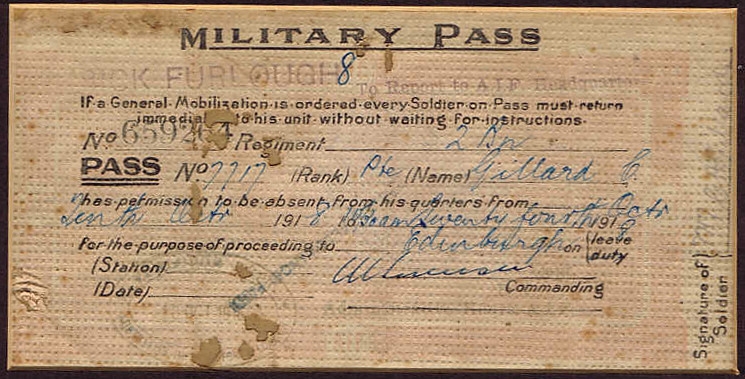 MILITARY PASS
8
SICK FURLOUGH To Report to A I F Headquarters
If a General Mobilization is ordered every Soldier on Pass must return
immediately to his unit without waiting for instructions.
No 659264 Regiment 2 Bn
PASS No 7717 (Rank) Pte (Name) Gillard C.
has permission to be absent from his quarters from
Tenth Octr 1918 to 8am Twenty fourth Octr 1918
for the purpose of proceeding to Edinburgh on (leave
duty
(Station)
(Date) Commanding
Signature of
Soldier